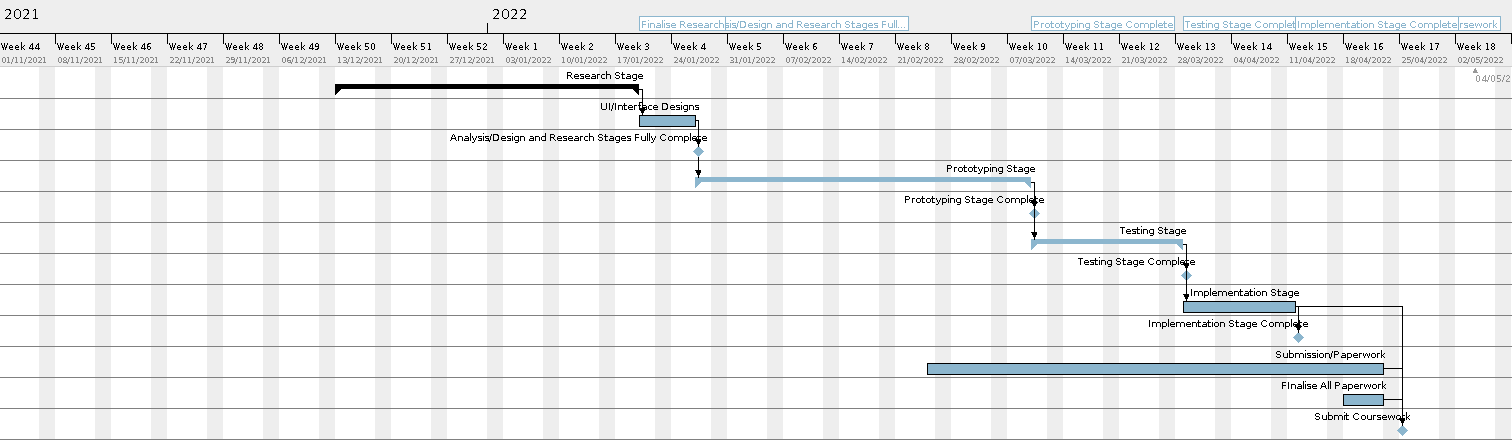 2021
2022
Finalise Research
sis/Design and Research Stages Full...
Prototyping Stage Complete
Testing Stage Complet
Implementation Stage Complete
rsework
Week 44 Week 45 Week 46 Week 47 Week 48 Week 49 Week 50 Week 51 Week 52 Week 1 Week 2 Week 3 Week 4 Week 5 Week 6 Week 7 Week 8 Week 9 Week 10 Week 11 Week 12 Week 13 Week 15 Week 16 Week 17 Week 18
01/11/2021 08/11/2021 15/11/2021 22/11/2021 29/11/2021 06/12/2021 13/12/2021 20/12/2021 27/12/2021 03/01/2022 10/01/2022 17/01/2022 24/01/2022 31/01/2022 07/02/2022 14/02/2022 21/02/2022 28/02/2022 07/03/2022 14/03/2022 21/03/2022 28/03/2022 04/04/2022 11/04/2022 18/04/2022 25/04/2022 02/05/2022
Research Stage
04/05/2
UI/Interface Designs
Analysis/Design and Research Stages Fully Complete
Prototyping Stage
Prototyping Stage Complete
Testing Stage
Testing Stage Complete
Implementation Stage
Implementation Stage Complete
Submission/Paperwork
FInalise All Paperwork
Submit Coursework